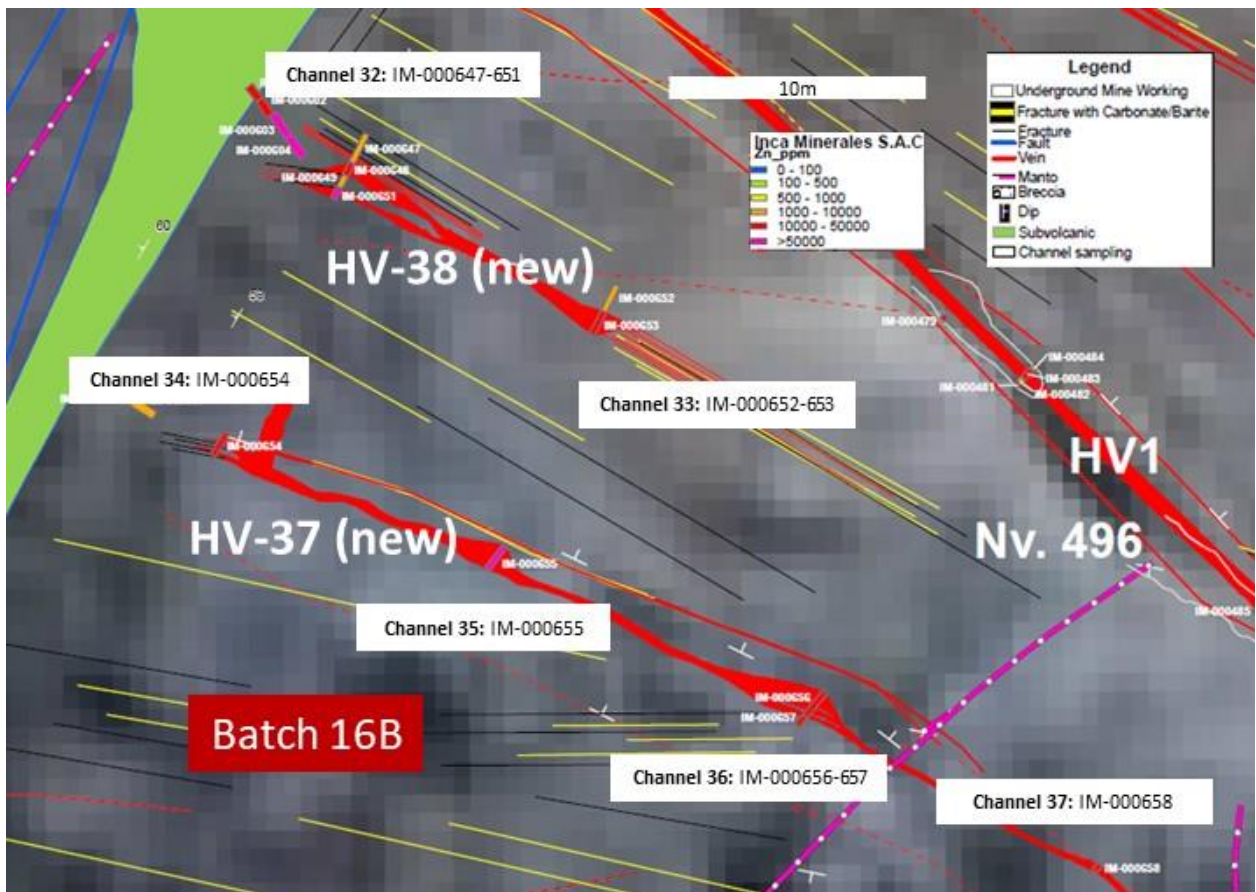 Channel 32: IM-000647-651
IM-000602
IM-000603
IM-000604
IM-000647
IM-000648
IM-000649
IM-000651
HV-38 (new)
60
IM-000652
IM-000653
10m
Inca Minerales S.A.C
Zn_ppm
0 - 100
100 - 500
500 - 1000
1000 - 10000
10000 - 50000
>50000
Legend
Underground Mine Working
Fracture with Carbonate/Barite
Fracture
Fault
Vein
Manto
Breccia
Dip
Subvolcanic
Channel sampling
IM-000479
IM-000484
IM-000483
IM-000481
IM-000482
Channel 34: IM-000654
Channel 33: IM-000652-653
IM-000654
HV1
HV-37 (new)
Nv. 496
IM-000655
IM-000485
Channel 35: IM-000655
IM-000656
IM-000657
Batch 16B
Channel 36: IM-000656-657
Channel 37: IM-000658
IM-000658